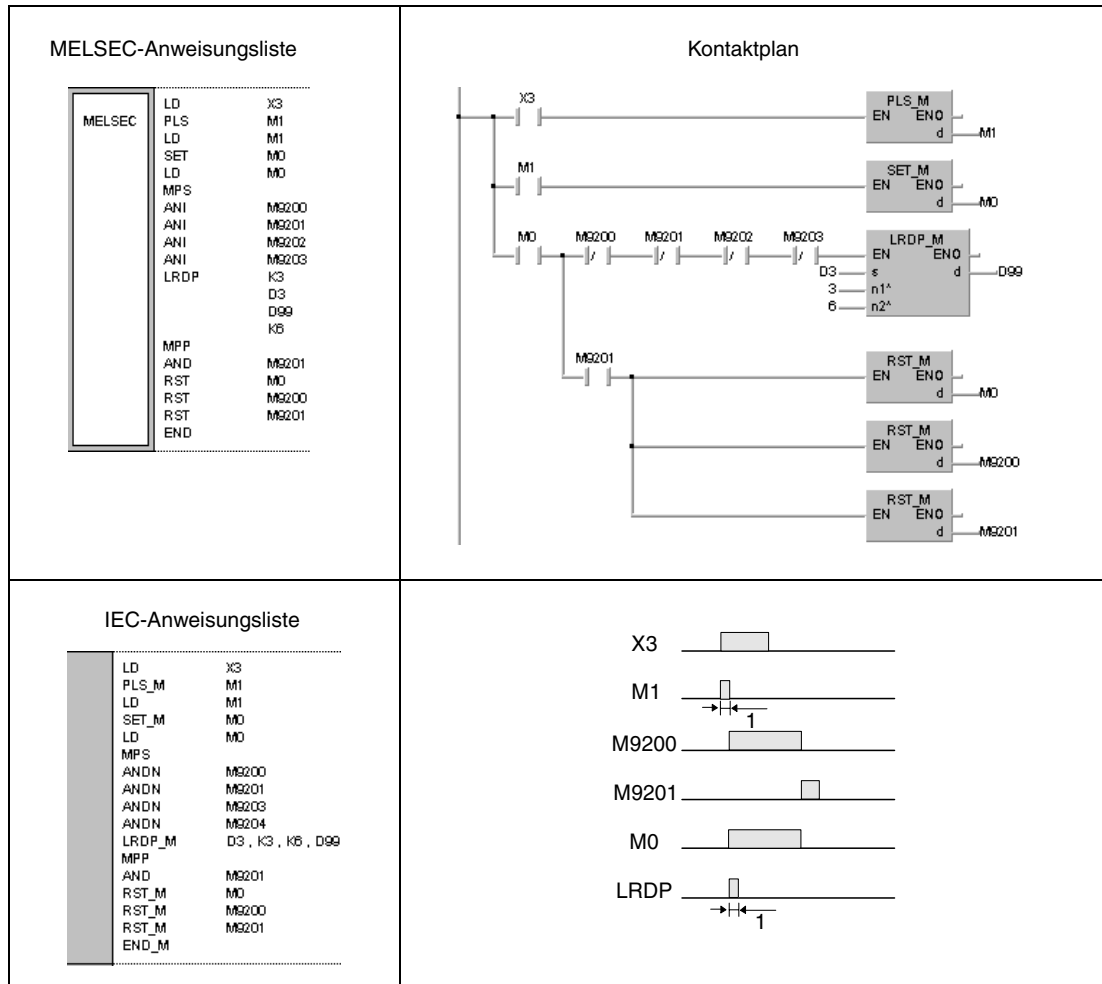 MELSEC-Anweisungsliste
MELSEC
LD X3
PLS M1
LD M1
SET M0
LD M0
MPS
ANI M9200
ANI M9201
ANI M9202
ANI M9203
LRDP K3
D3
D99
K6
MPP
AND M9201
RST M0
RST M9200
RST M9201
END
Kontaktplan
X3
PLS_M
EN ENO
d M1
M1
SET_M
EN ENO
d M0
M0 M9200 M9201 M9202 M9203
LRDP_M
EN ENO
D3 s d D99
3 n1*
6 n2*
M9201
RST_M
EN ENO
d M0
RST_M
EN ENO
d M9200
RST_M
EN ENO
d M9201
IEC-Anweisungsliste
LD X3
PLS_M M1
LD M1
SET_M M0
LD M0
MPS
ANDN M9200
ANDN M9201
ANDN M9203
ANDN M9204
LRDP_M D3 , K3 , K6 , D99
MPP
AND M9201
RST_M M0
RST_M M9200
RST_M M9201
END_M
X3
M1
1
M9200
M9201
M0
LRDP
1